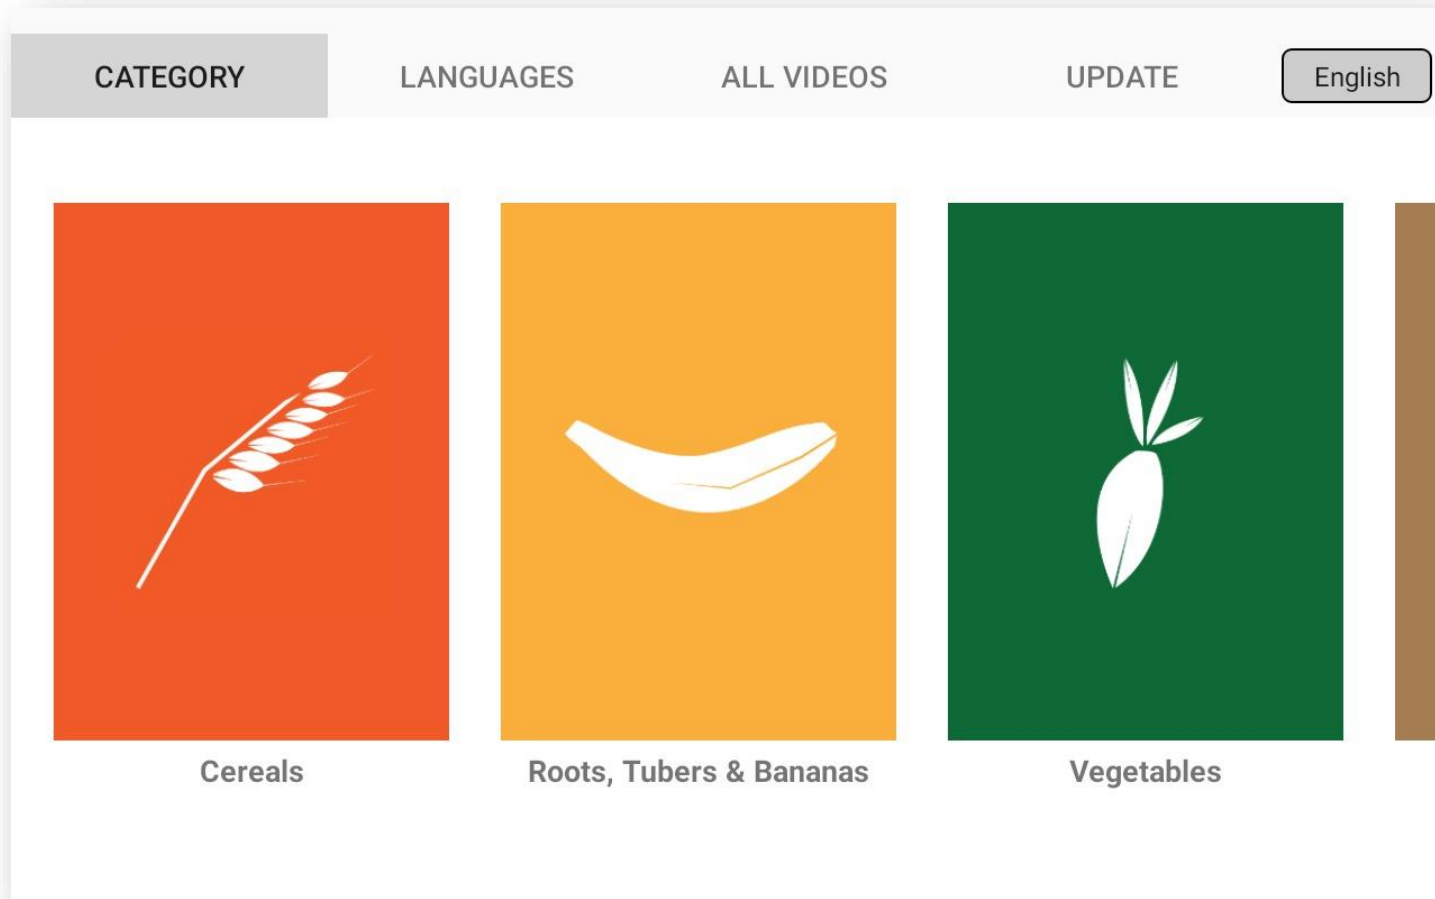 CATEGORY LANGUAGES ALL VIDEOS UPDATE English
Cereals Roots, Tubers & Bananas Vegetables